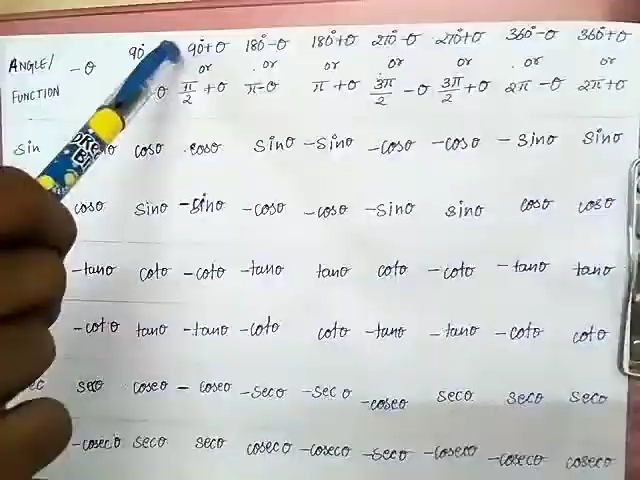 90° 90°+θ 180°-θ 180°+θ 270°-θ 270°+θ 360°-θ 360°+θ
ANGLE/ -θ or or or or or or or
FUNCTION θ π/2 +θ π-θ π+θ 3π/2 -θ 3π/2 +θ 2π-θ 2π+θ
sin cosθ cosθ sinθ -sinθ -cosθ -cosθ -sinθ sinθ
cosθ sinθ -sinθ -cosθ -cosθ -sinθ sinθ cosθ cosθ
-tanθ cotθ -cotθ -tanθ tanθ cotθ -cotθ -tanθ tanθ
-cotθ tanθ -tanθ -cotθ cotθ -tanθ -tanθ -cotθ cotθ
ec secθ cosecθ -cosecθ -secθ -secθ -cosecθ secθ secθ secθ
-cosecθ secθ secθ cosecθ -cosecθ -secθ -cosecθ -cosecθ cosecθ